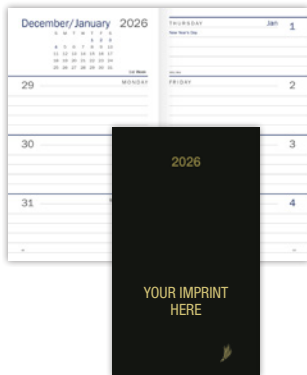 December/January 2026
S M T W T F S
1 2 3
4 5 6 7 8 9 10
11 12 13 14 15 16 17
18 19 20 21 22 23 24
25 26 27 28 29 30 31
29 MONDAY
30
31
THURSDAY Jan 1
New Year's Day
FRIDAY 2
3
4
2026
YOUR IMPRINT
HERE